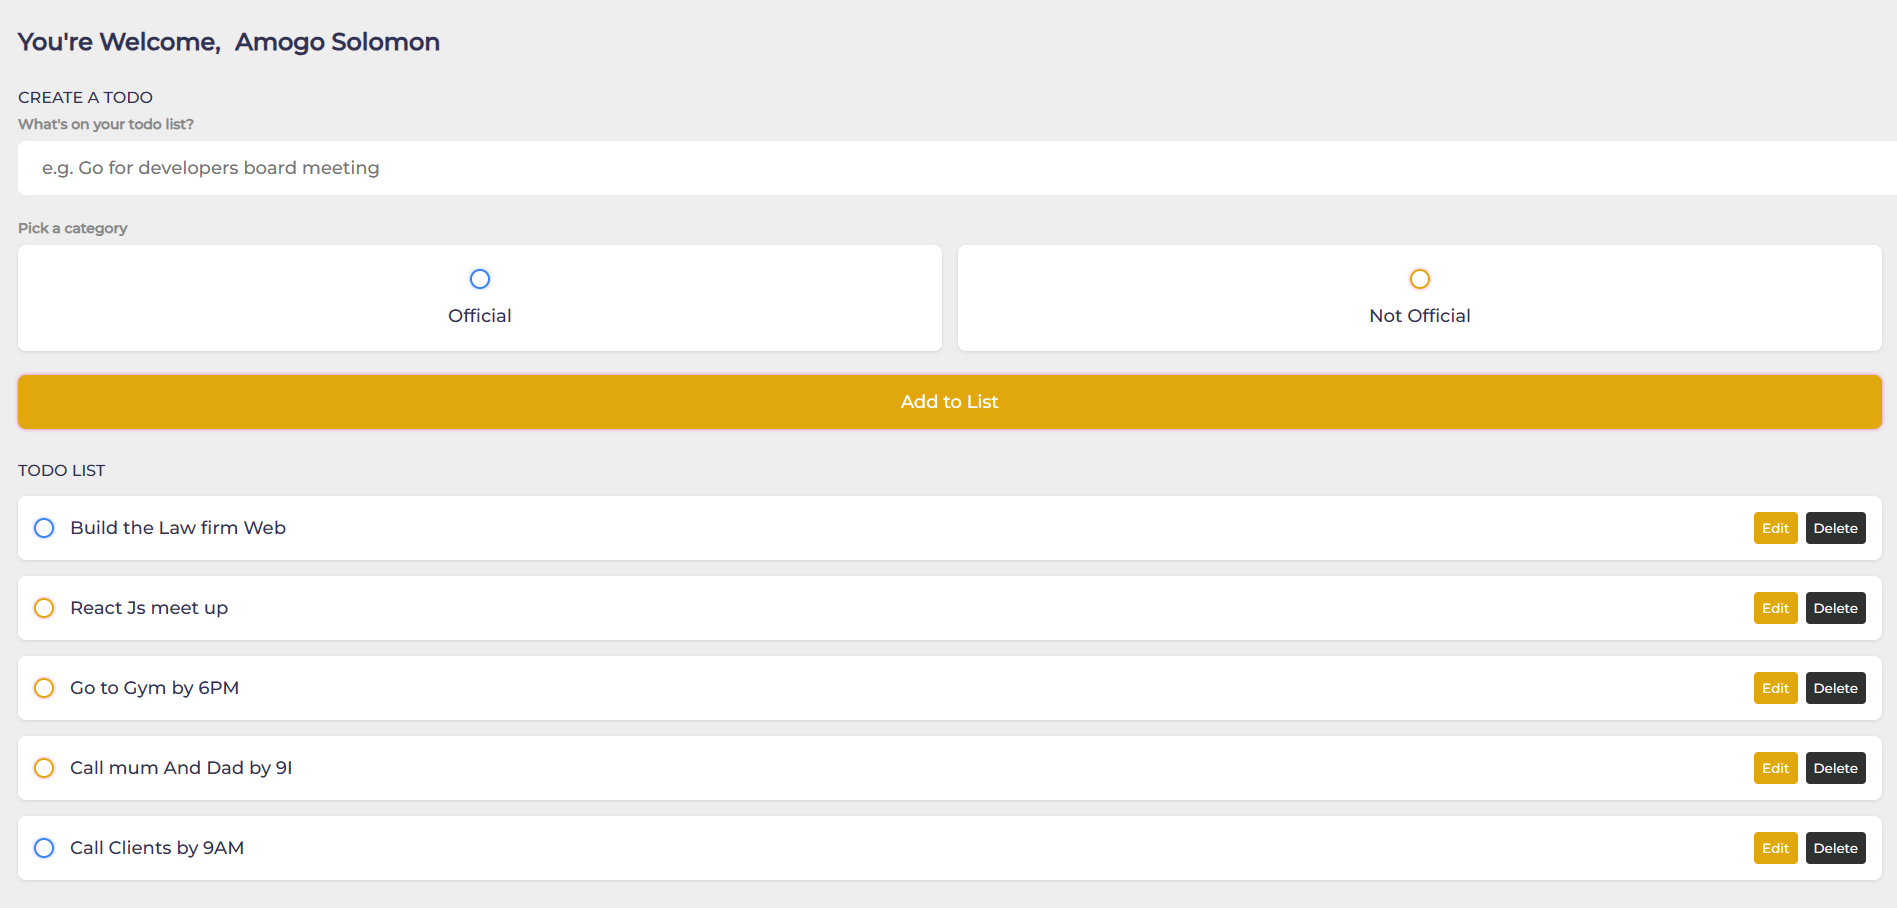 You're Welcome, Amogo Solomon
CREATE A TODO
What's on your todo list?
e.g. Go for developers board meeting
Pick a category
Official
Not Official
Add to List
TODO LIST
Build the Law firm Web
Edit Delete
React Js meet up
Edit Delete
Go to Gym by 6PM
Edit Delete
Call mum And Dad by 9I
Edit Delete
Call Clients by 9AM
Edit Delete